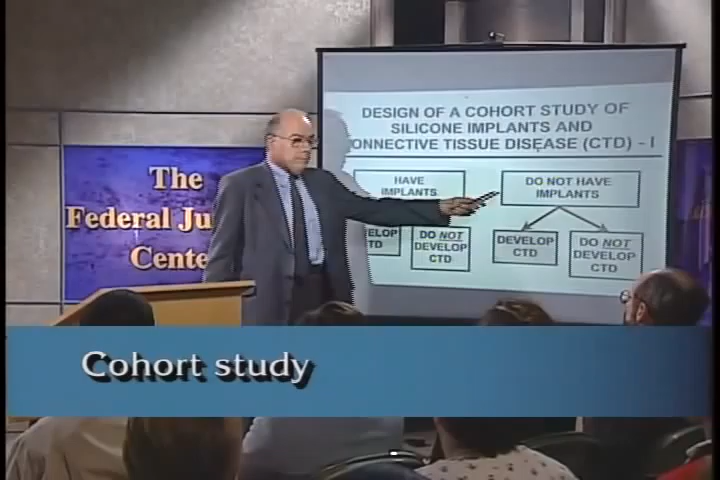 DESIGN OF A COHORT STUDY OF
SILICONE IMPLANTS AND
ONNECTIVE TISSUE DISEASE (CTD) - I
HAVE
IMPLANTS
DO NOT HAVE
IMPLANTS
VELOP
TD
DO NOT
DEVELOP
CTD
DEVELOP
CTD
DO NOT
DEVELOP
CTD
The
Federal Ju
Cente
Cohort study